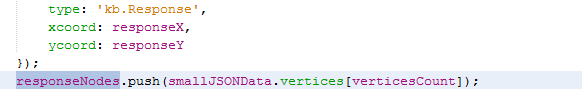 type: 'kb.Response',
xcoord: responseX,
ycoord: responseY
});
responseNodes.push(smallJSONData.vertices[verticesCount]);